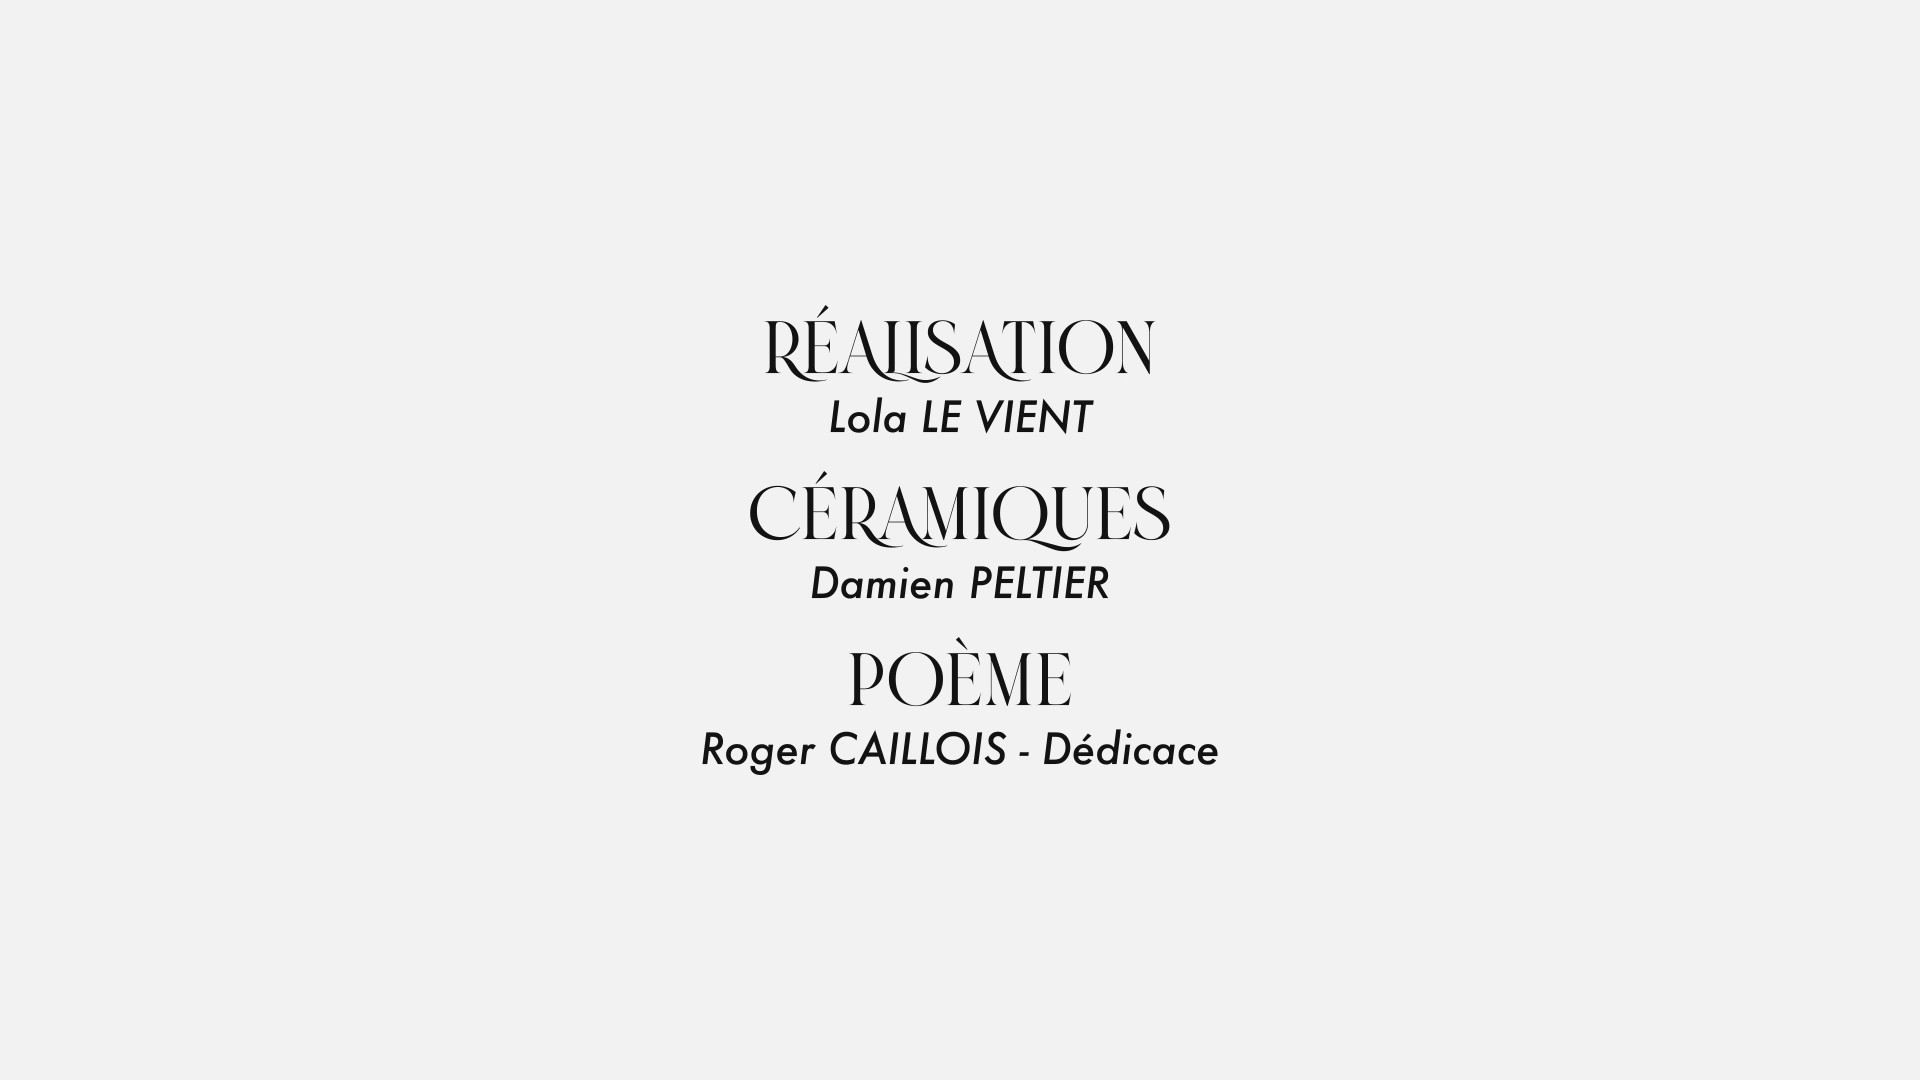 RÉALISATION
Lola LE VIENT
CÉRAMIQUES
Damien PELTIER
POÈME
Roger CAILLOIS - Dédicace